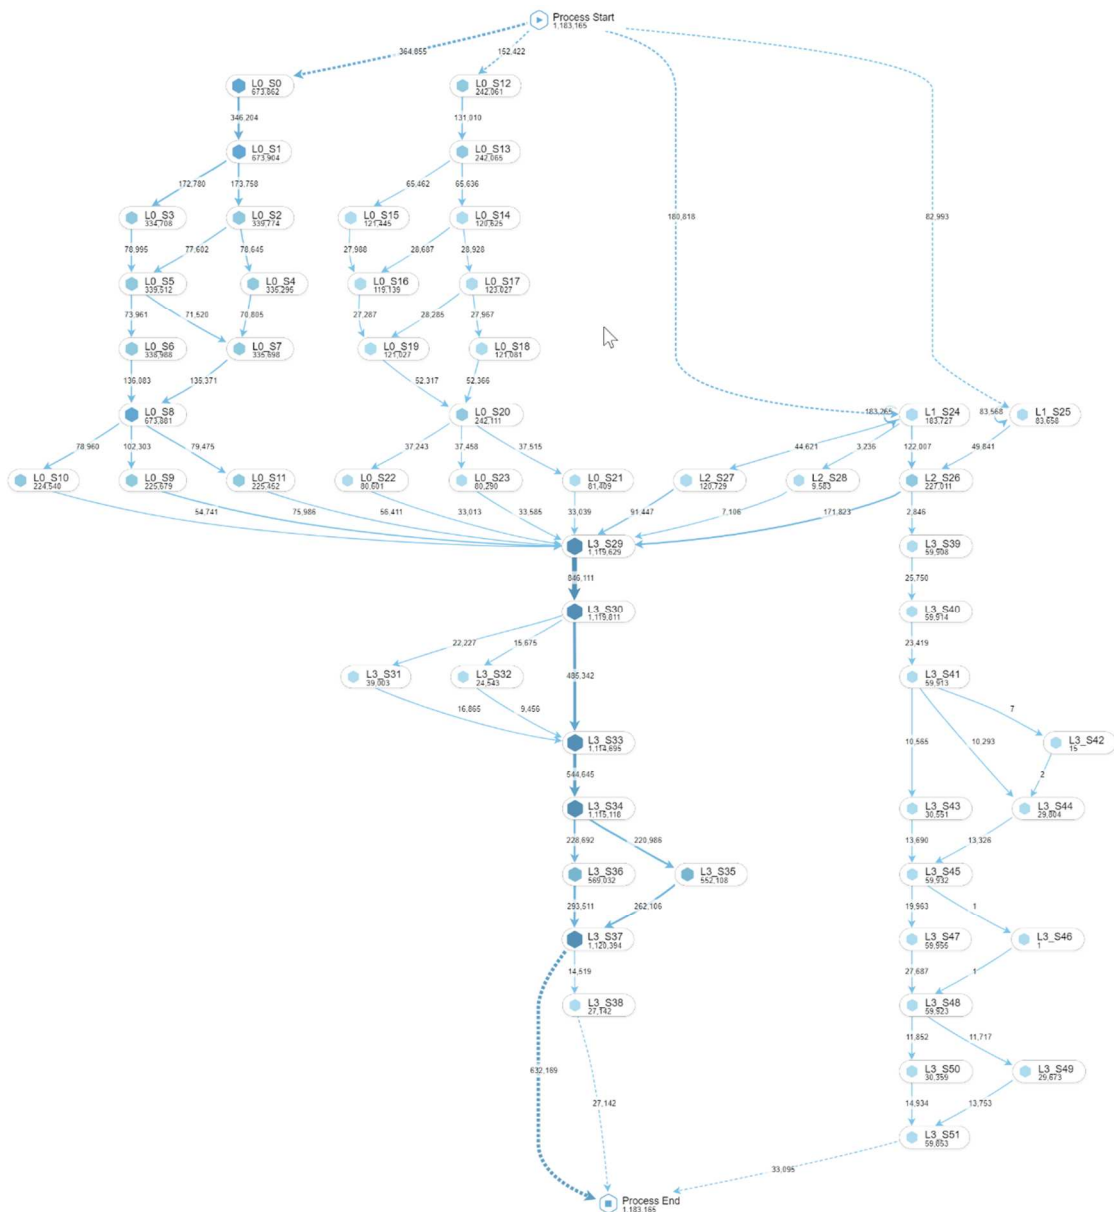 Process Start
1,183,165
364,855
152,422
L0_S0
673,862
L0_S12
242,061
346,204
131,010
L0_S1
673,904
L0_S13
242,065
172,780
173,758
65,462
65,636
L0_S3
334,708
L0_S2
339,774
L0_S15
121,445
L0_S14
120,625
180,818
82,993
78,995
77,602
78,645
27,988
28,687
28,928
L0_S5
339,512
L0_S4
335,295
L0_S16
119,139
L0_S17
123,027
73,961
71,520
70,805
27,287
28,285
27,967
L0_S6
338,988
L0_S7
335,698
L0_S19
121,027
L0_S18
121,081
136,083
135,371
52,317
52,366
L0_S8
673,881
L0_S20
242,111
183,265
L1_S24
183,727
83,568
L1_S25
83,658
78,960
102,303
79,475
37,243
37,458
37,515
44,621
3,236
122,007
49,841
L0_S10
224,540
L0_S9
225,679
L0_S11
225,452
L0_S22
80,601
L0_S23
80,290
L0_S21
81,409
L2_S27
120,729
L2_S28
9,583
L2_S26
227,011
54,741
75,986
56,411
33,013
33,585
33,039
91,447
7,106
171,823
2,846
L3_S29
1,119,629
L3_S39
59,908
846,111
25,750
L3_S30
1,119,811
L3_S40
59,914
22,227
15,675
23,419
L3_S31
39,003
L3_S32
24,543
485,342
L3_S41
59,913
16,865
9,456
7
10,565
10,293
L3_S33
1,114,695
L3_S42
15
544,645
2
L3_S34
1,115,118
L3_S43
30,551
L3_S44
29,804
228,692
220,986
13,690
13,326
L3_S36
569,032
L3_S35
552,108
L3_S45
59,932
293,511
262,106
19,963
1
L3_S37
1,120,394
L3_S47
59,955
L3_S46
1
14,519
27,687
1
L3_S38
27,142
L3_S48
59,923
11,852
11,717
632,169
L3_S50
30,359
L3_S49
29,673
27,142
14,934
13,753
L3_S51
59,853
33,095
Process End
1,183,165